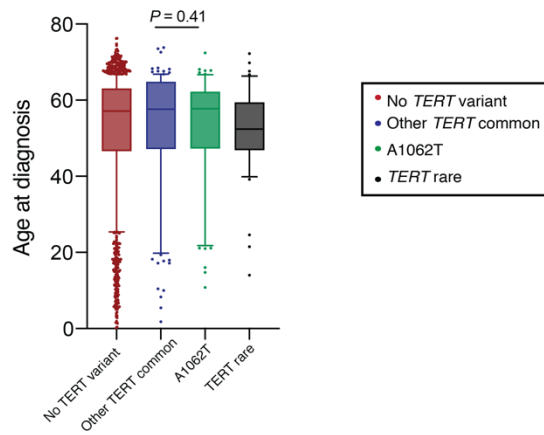 P = 0.41
80
60
40
20
0
Age at diagnosis
No TERT variant
Other TERT common
A1062T
TERT rare
No TERT variant
Other TERT common
A1062T
TERT rare